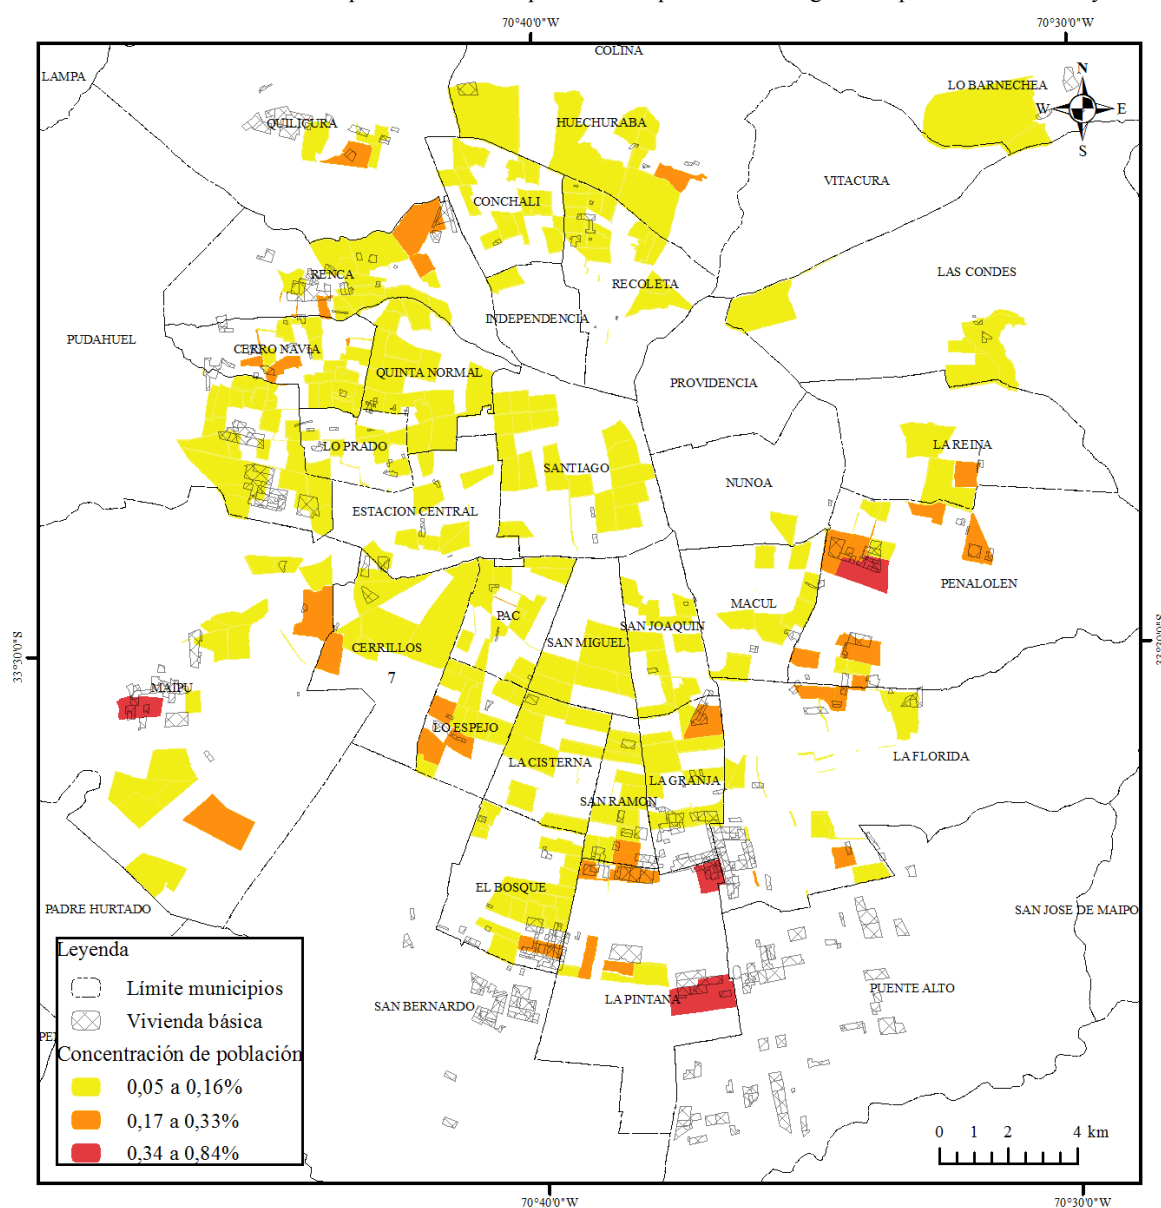 70°40'0"W
70°30'0"W
COLINA
LAMPA
LO BARNECHEA
N
W
E
S
QUILICURA
HUECHURABA
VITACURA
CONCHALI
RENCA
RECOLETA
LAS CONDES
INDEPENDENCIA
PUDAHUEL
CERRO NAVIA
QUINTA NORMAL
PROVIDENCIA
LO PRADO
LA REINA
SANTIAGO
NUNOA
ESTACION CENTRAL
PENALOLEN
MACUL
PAC
SAN JOAQUIN
SAN MIGUEL
CERRILLOS
33°30'0"S
7
MAIPU
LO ESPEJO
LA CISTERNA
LA FLORIDA
LA GRANJA
SAN RAMON
EL BOSQUE
PADRE HURTADO
SAN JOSE DE MAIPO
Leyenda
Límite municipios
Vivienda básica
Concentración de población
0,05 a 0,16%
0,17 a 0,33%
0,34 a 0,84%
SAN BERNARDO
LA PINTANA
PUENTE ALTO
0 1 2 4 km
70°40'0"W
70°30'0"W